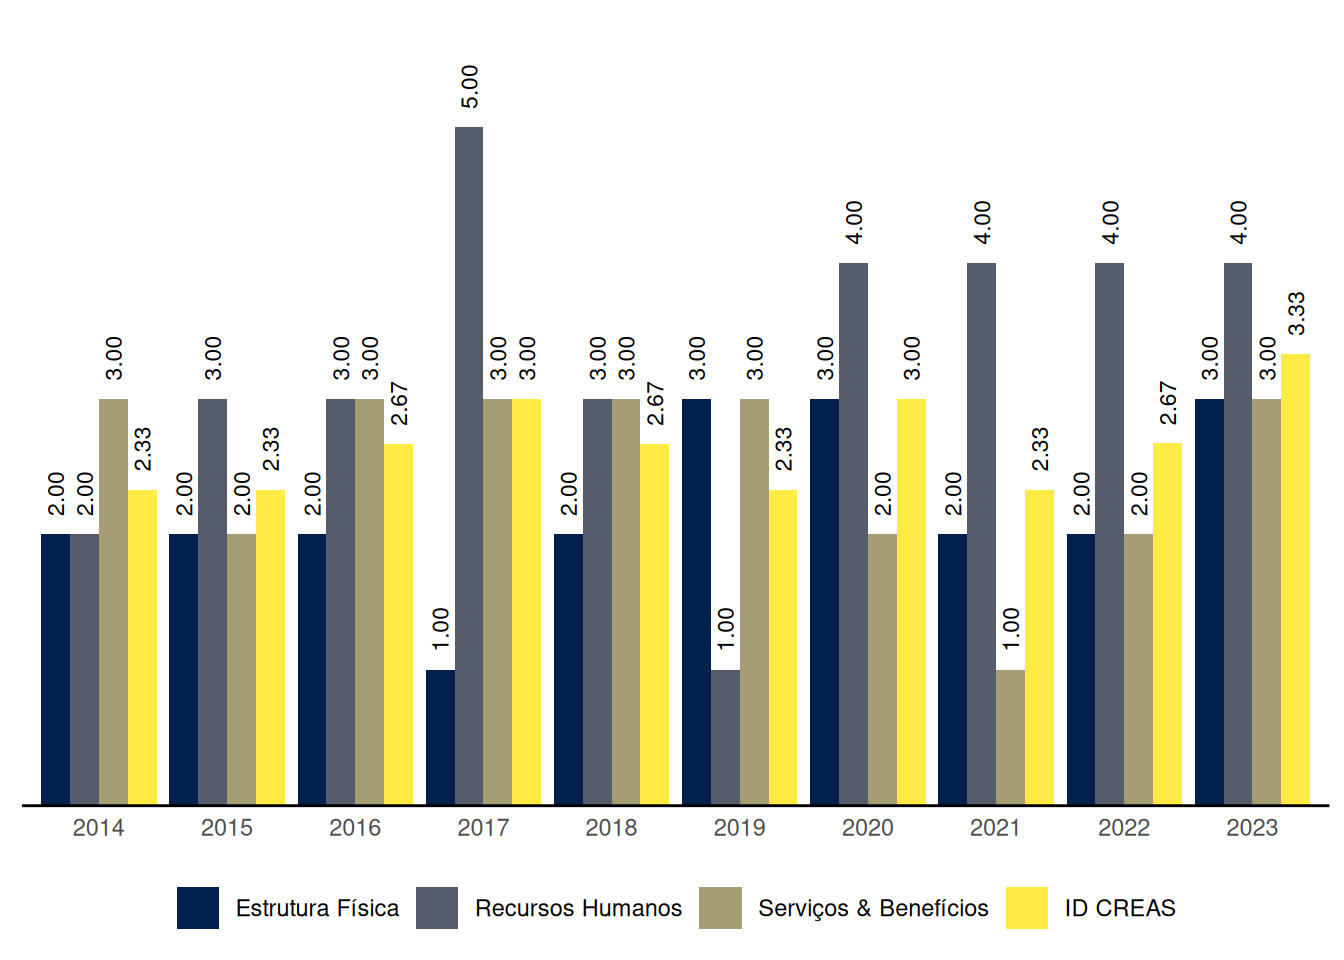 5.00
4.00 4.00 4.00 4.00
3.33
3.00 3.00 3.00 3.00 3.00 3.00 3.00 3.00 3.00 3.00 3.00 3.00 3.00 3.00 3.00
2.67 2.67 2.67
2.33 2.33 2.33 2.33
2.00 2.00 2.00 2.00 2.00 2.00 2.00 2.00 2.00 2.00
1.00 1.00 1.00
2014 2015 2016 2017 2018 2019 2020 2021 2022 2023
Estrutura Física Recursos Humanos Serviços & Benefícios ID CREAS